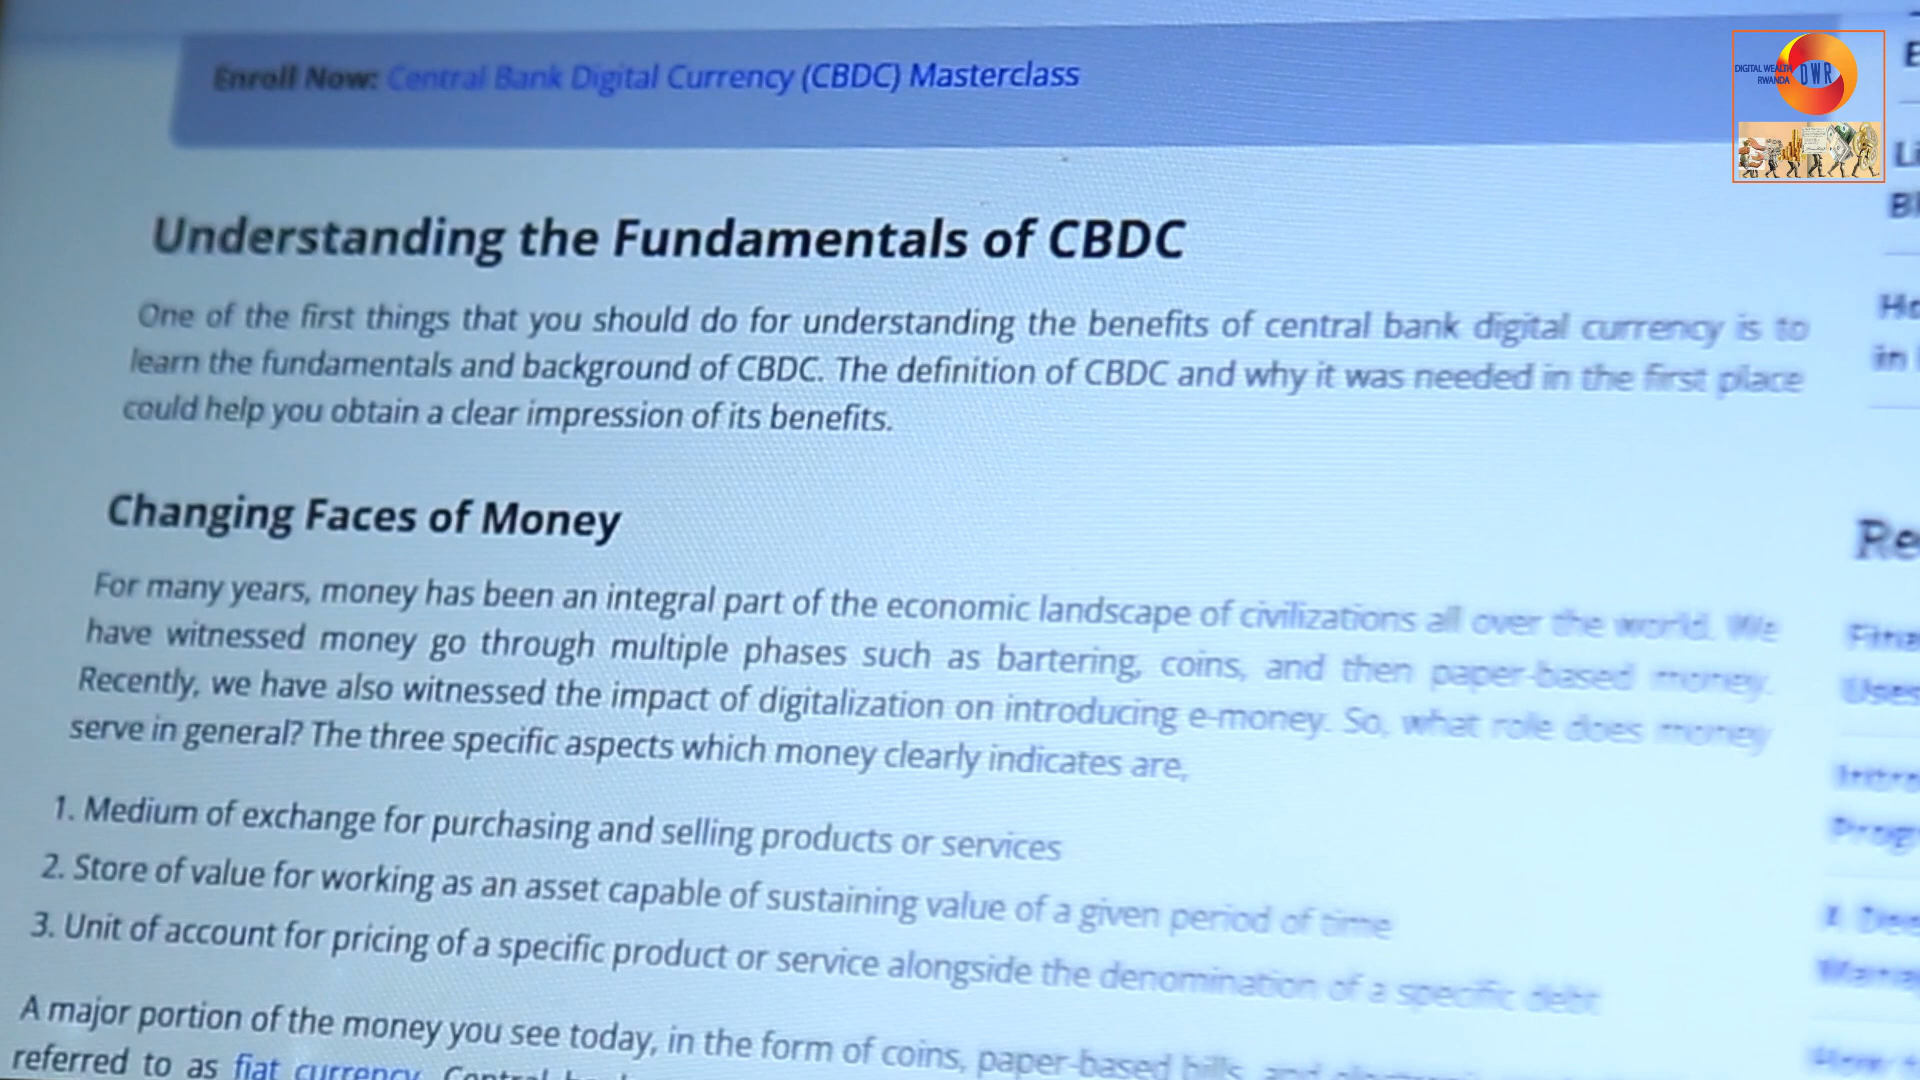 Enroll Now: Central Bank Digital Currency (CBDC) Masterclass
DIGITAL WEALTH
RWANDA
DWR
Understanding the Fundamentals of CBDC
One of the first things that you should do for understanding the benefits of central bank digital currency is to
learn the fundamentals and background of CBDC. The definition of CBDC and why it was needed in the first place
could help you obtain a clear impression of its benefits.
Changing Faces of Money
For many years, money has been an integral part of the economic landscape of civilizations all over the world. We
have witnessed money go through multiple phases such as bartering, coins, and then paper-based money.
Recently, we have also witnessed the impact of digitalization on introducing e-money. So, what role does money
serve in general? The three specific aspects which money clearly indicates are,
1. Medium of exchange for purchasing and selling products or services
2. Store of value for working as an asset capable of sustaining value of a given period of time
3. Unit of account for pricing of a specific product or service alongside the denomination of a specific debt
A major portion of the money you see today, in the form of coins, paper-based bills, and
referred to as fiat currency. Central
in
Uses